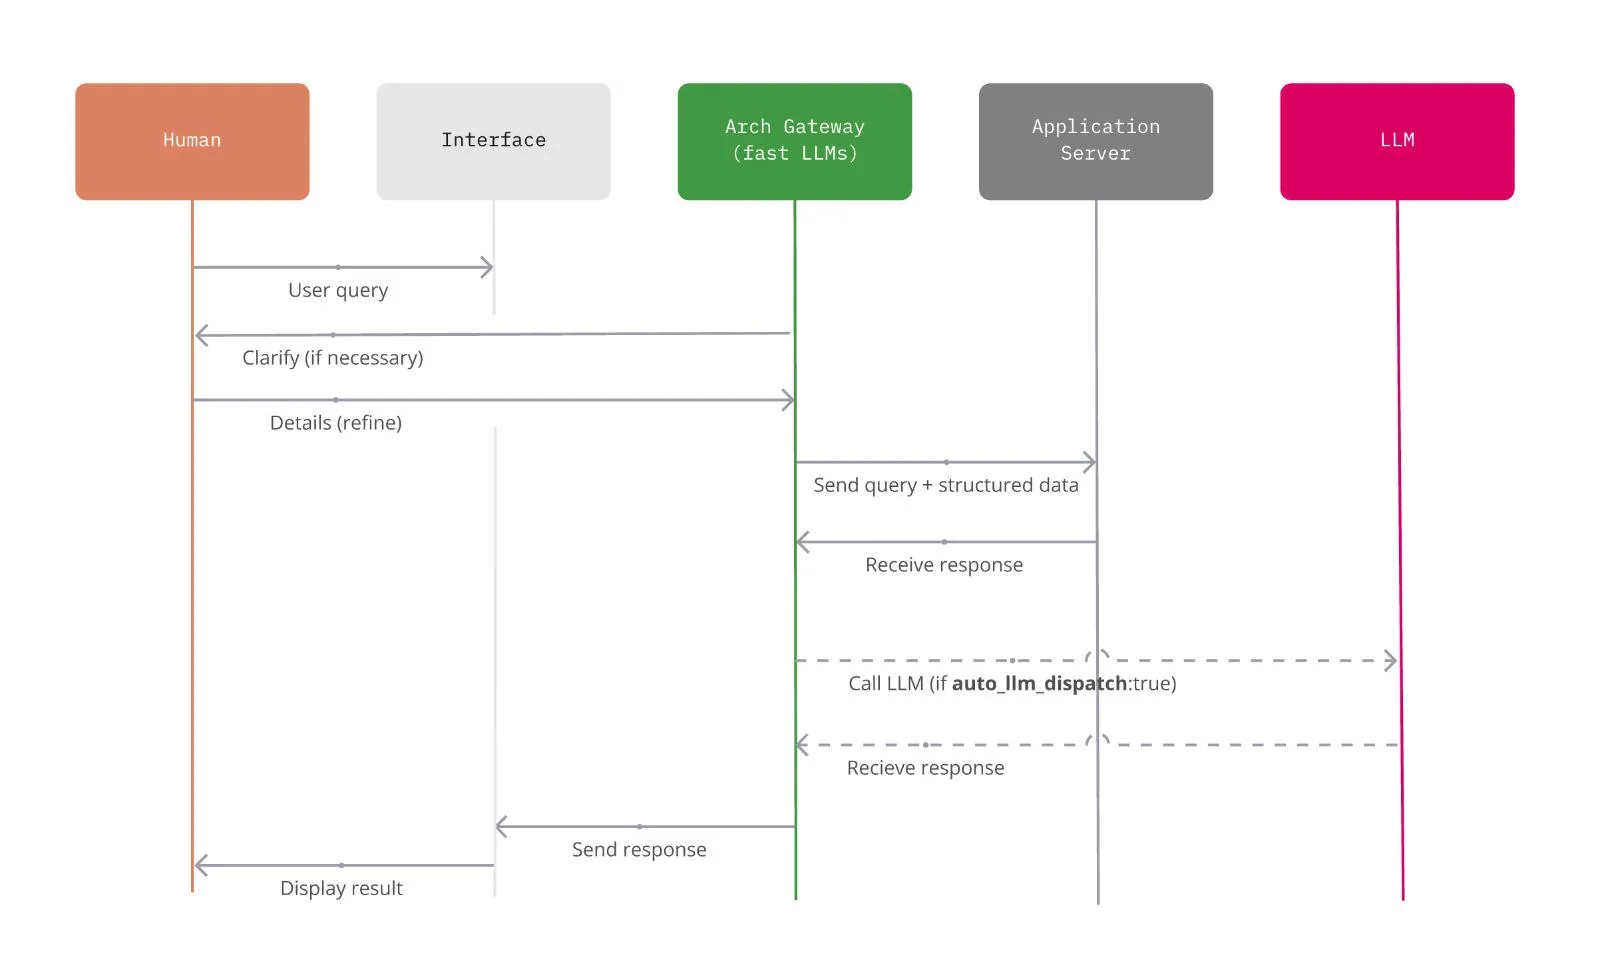 Human
Interface
Arch Gateway
(fast LLMs)
Application
Server
LLM
User query
Clarify (if necessary)
Details (refine)
Send query + structured data
Receive response
Call LLM (if auto_llm_dispatch:true)
Recieve response
Send response
Display result